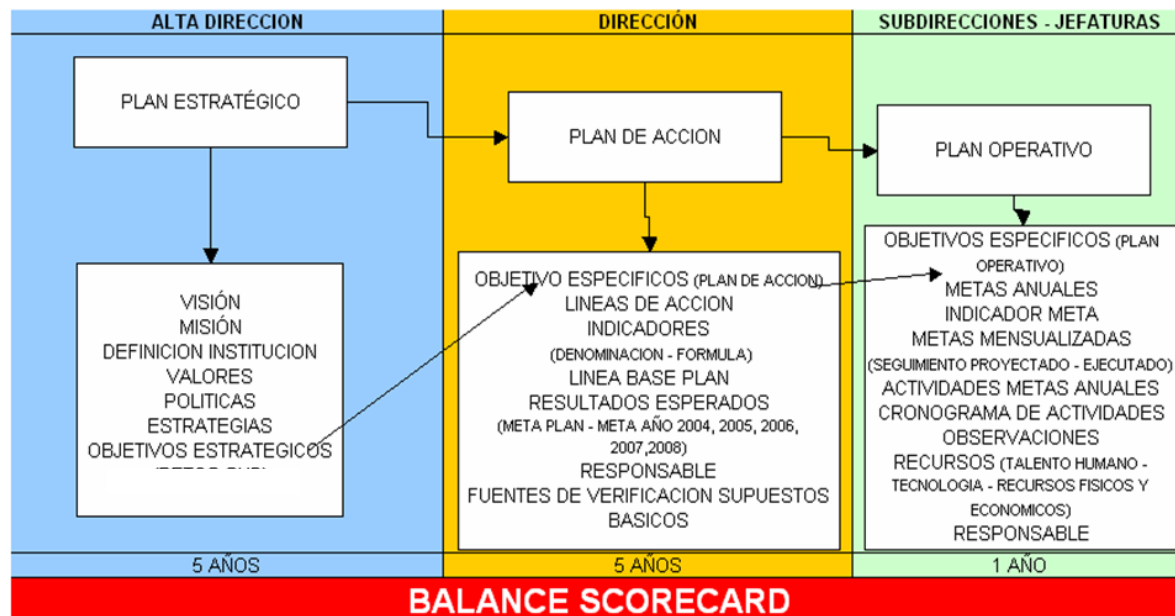 ALTA DIRECCION
DIRECCIÓN
SUBDIRECCIONES - JEFATURAS
PLAN ESTRATÉGICO
PLAN DE ACCION
PLAN OPERATIVO
VISIÓN
MISIÓN
DEFINICION INSTITUCION
VALORES
POLITICAS
ESTRATEGIAS
OBJETIVOS ESTRATEGICOS
OBJETIVO ESPECIFICOS (PLAN DE ACCION)
LINEAS DE ACCION
INDICADORES
(DENOMINACION - FORMULA)
LINEA BASE PLAN
RESULTADOS ESPERADOS
(META PLAN - META AÑO 2004, 2005, 2006,
2007,2008)
RESPONSABLE
FUENTES DE VERIFICACION SUPUESTOS
BASICOS
OBJETIVOS ESPECIFICOS (PLAN
OPERATIVO)
METAS ANUALES
INDICADOR META
METAS MENSUALIZADAS
(SEGUIMIENTO PROYECTADO - EJECUTADO)
ACTIVIDADES METAS ANUALES
CRONOGRAMA DE ACTIVIDADES
OBSERVACIONES
RECURSOS (TALENTO HUMANO -
TECNOLOGIA - RECURSOS FISICOS Y
ECONOMICOS)
RESPONSABLE
5 AÑOS
5 AÑOS
1 AÑO
BALANCE SCORECARD